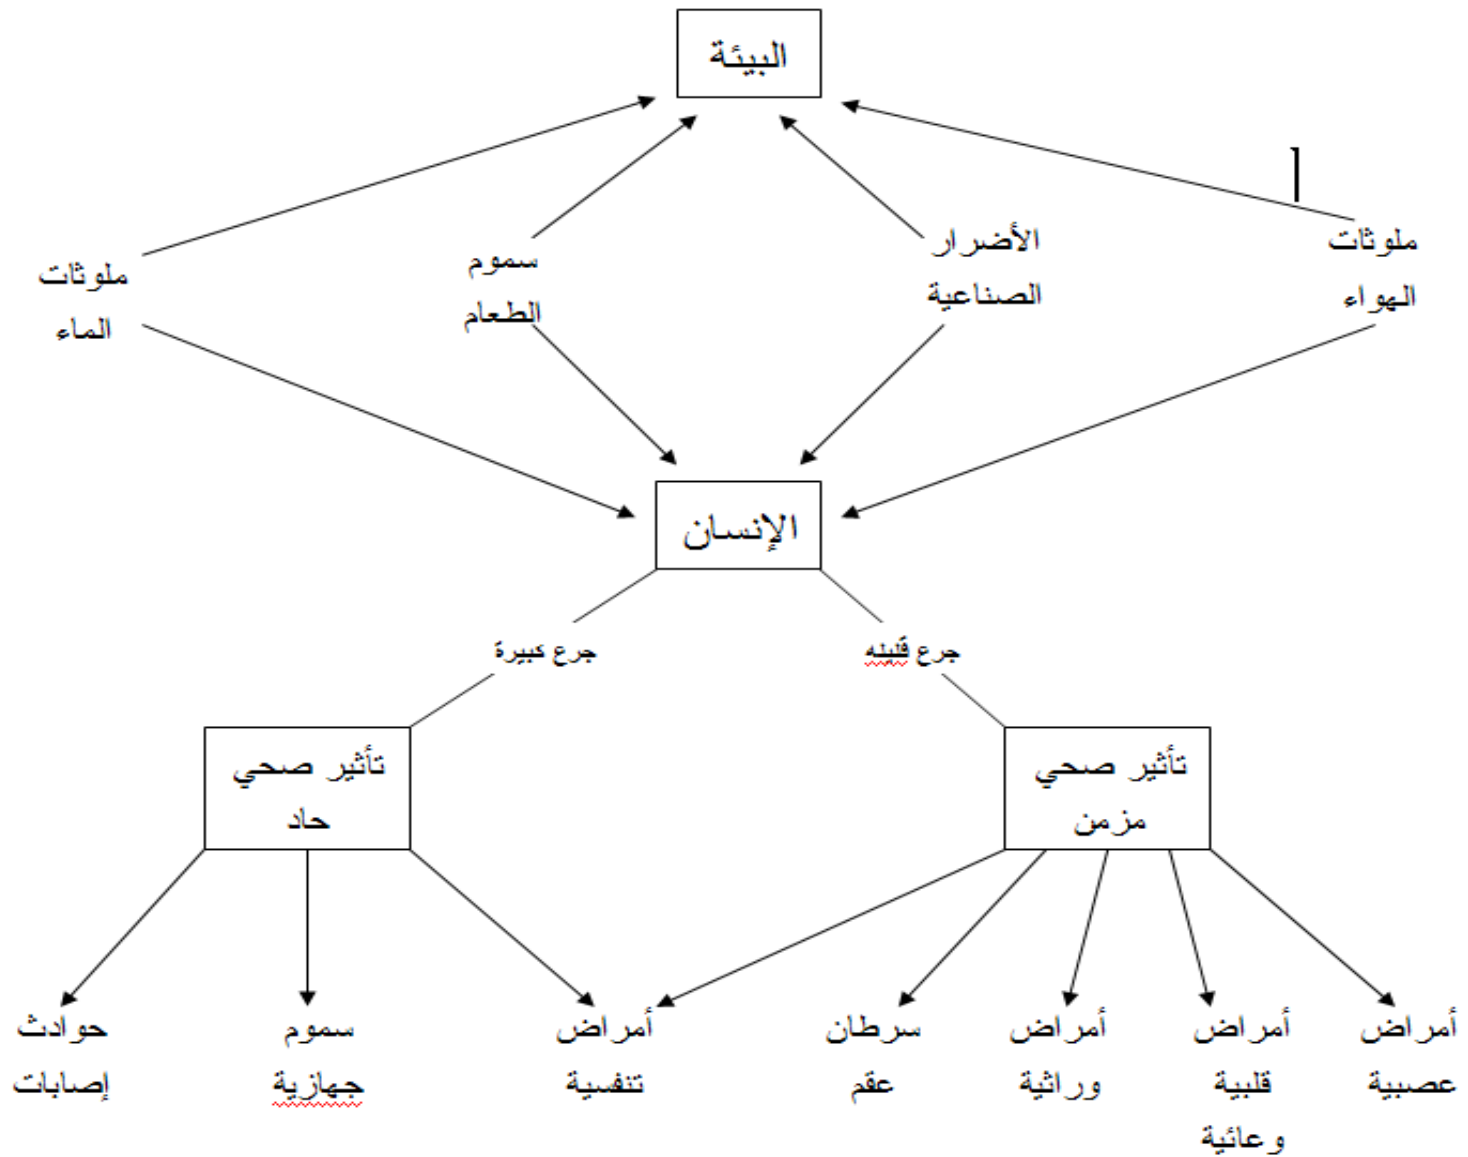 البيئة
ملوثات
الهواء
الأضرار
الصناعية
سموم
الطعام
ملوثات
الماء
الإنسان
جرع قليله
جرع كبيرة
تأثير صحي
مزمن
تأثير صحي
حاد
أمراض
عصبية
أمراض
قلبية
وعائية
أمراض
وراثية
سرطان
عقم
أمراض
تنفسية
سموم
جهازية
حوادث
إصابات